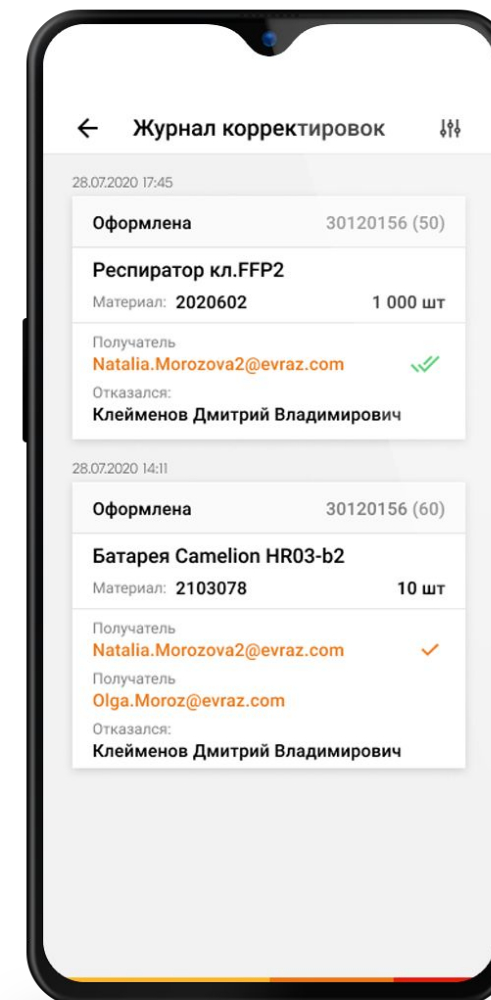 Журнал корректировок
28.07.2020 17:45
Оформлена 30120156 (50)
Респиратор кл.FFP2
Материал: 2020602 1 000 шт
Получатель
Natalia.Morozova2@evraz.com
Отказался:
Клейменов Дмитрий Владимирович
28.07.2020 14:11
Оформлена 30120156 (60)
Батарея Camelion HR03-b2
Материал: 2103078 10 шт
Получатель
Natalia.Morozova2@evraz.com
Получатель
Olga.Moroz@evraz.com
Отказался:
Клейменов Дмитрий Владимирович